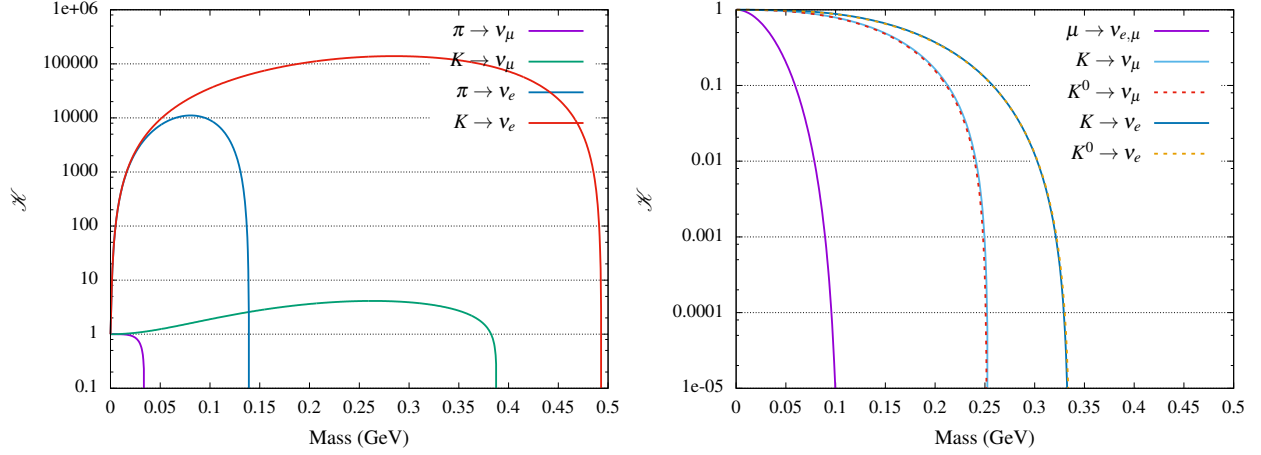 1e+06
100000
10000
1000
100
10
1
0.1
0 0.05 0.1 0.15 0.2 0.25 0.3 0.35 0.4 0.45 0.5
Mass (GeV)
𝒦
π → ν_μ
K → ν_μ
π → ν_e
K → ν_e
1
0.1
0.01
0.001
0.0001
1e-05
0 0.05 0.1 0.15 0.2 0.25 0.3 0.35 0.4 0.45 0.5
Mass (GeV)
𝒦
μ → ν_{e,μ}
K → ν_μ
K⁰ → ν_μ
K → ν_e
K⁰ → ν_e